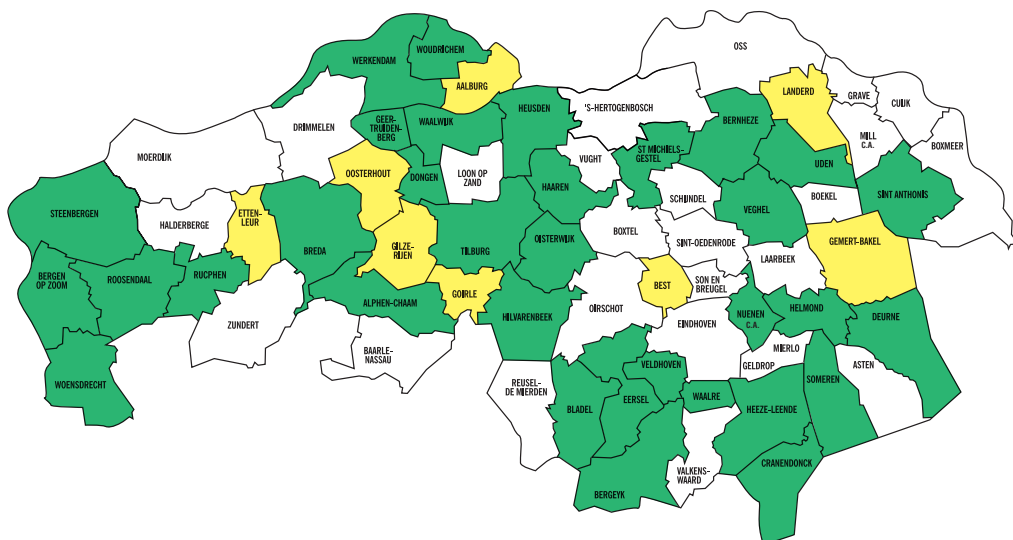 OSS
WOUDRICHEM
WERKENDAM
AALBURG
LANDERD
GRAVE
CUIJK
'S-HERTOGENBOSCH
HEUSDEN
GEER-
TRUIDEN-
BERG
WAALWIJK
BERNHEZE
MILL
C.A.
BOXMEER
DRIMMELEN
MOERDIJK
VUGHT
ST MICHIELS-
GESTEL
UDEN
OOSTERHOUT
DONGEN
LOON OP
ZAND
HAAREN
SCHIJNDEL
BOEKEL
SINT ANTHONIS
STEENBERGEN
HALDERBERGE
ETTEN-
LEUR
BREDA
GILZE-
RIJEN
TILBURG
OISTERWIJK
BOXTEL
VEGHEL
SINT-OEDENRODE
GEMERT-BAKEL
LAARBEEK
BERGEN
OP ZOOM
ROOSENDAAL
RUCPHEN
ALPHEN-CHAAM
GOIRLE
BEST
SON EN
BREUGEL
HILVARENBEEK
OIRSCHOT
ZUNDERT
EINDHOVEN
NUENEN
C.A.
HELMOND
DEURNE
BAARLE-
NASSAU
MIERLO
GELDROP
VELDHOVEN
ASTEN
SOMEREN
WOENSDRECHT
REUSEL-
DE MIERDEN
BLADEL
EERSEL
WAALRE
HEEZE-LEENDE
CRANENDONCK
VALKENS-
WAARD
BERGEYK